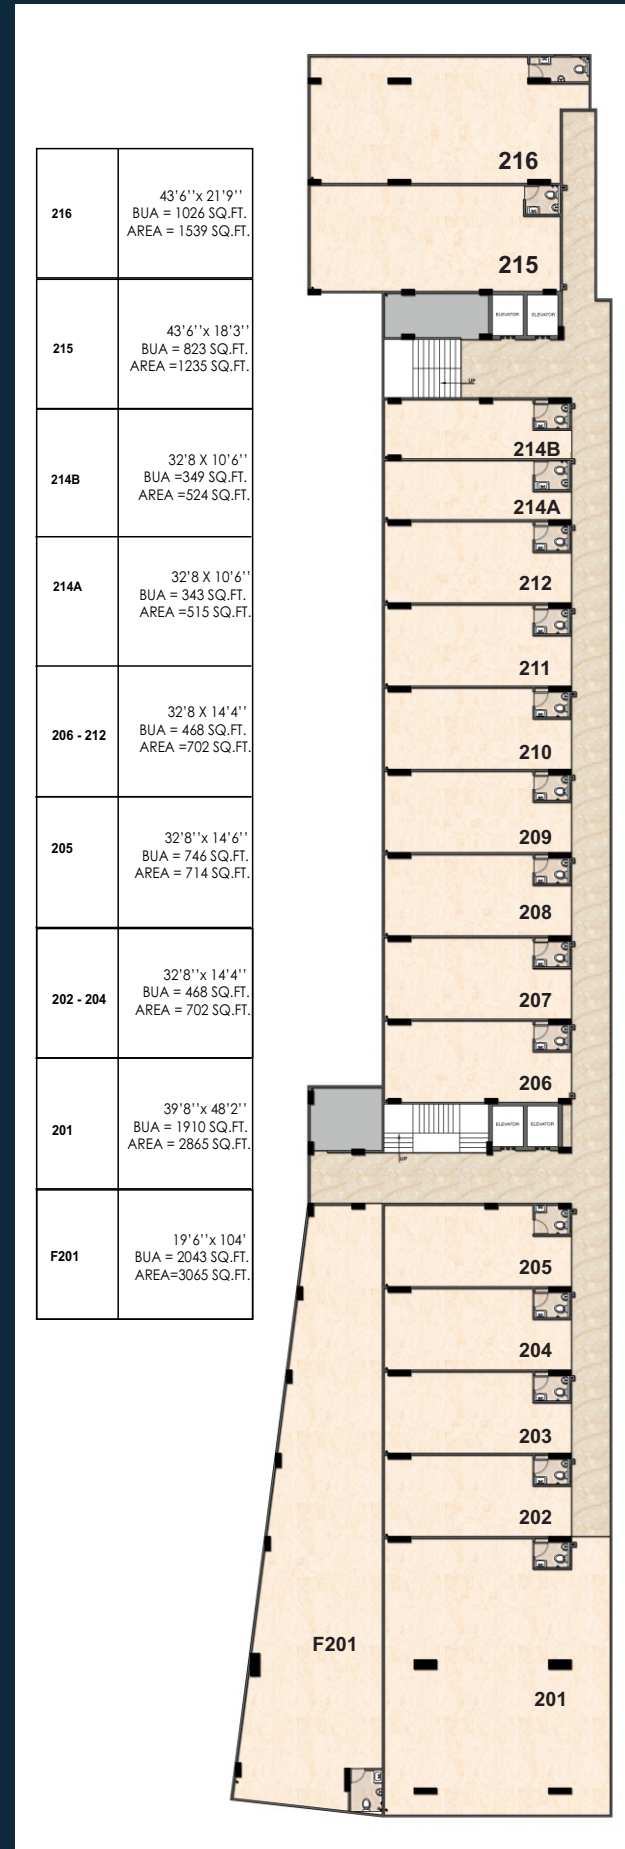 216
43'6''x 21'9''
BUA = 1026 SQ.FT.
AREA = 1539 SQ.FT.
215
43'6''x 18'3''
BUA = 823 SQ.FT.
AREA =1235 SQ.FT.
214B
32'8 X 10'6''
BUA =349 SQ.FT.
AREA =524 SQ.FT.
214A
32'8 X 10'6''
BUA = 343 SQ.FT.
AREA =515 SQ.FT.
206 - 212
32'8 X 14'4''
BUA = 468 SQ.FT.
AREA =702 SQ.FT.
205
32'8''x 14'6''
BUA = 746 SQ.FT.
AREA = 714 SQ.FT.
202 - 204
32'8''x 14'4''
BUA = 468 SQ.FT.
AREA = 702 SQ.FT.
201
39'8''x 48'2''
BUA = 1910 SQ.FT.
AREA = 2865 SQ.FT.
F201
19'6''x 104'
BUA = 2043 SQ.FT.
AREA=3065 SQ.FT.
216
215
ELEVATOR ELEVATOR
UP
214B
214A
212
211
210
209
208
207
206
ELEVATOR ELEVATOR
UP
205
204
203
202
F201
201